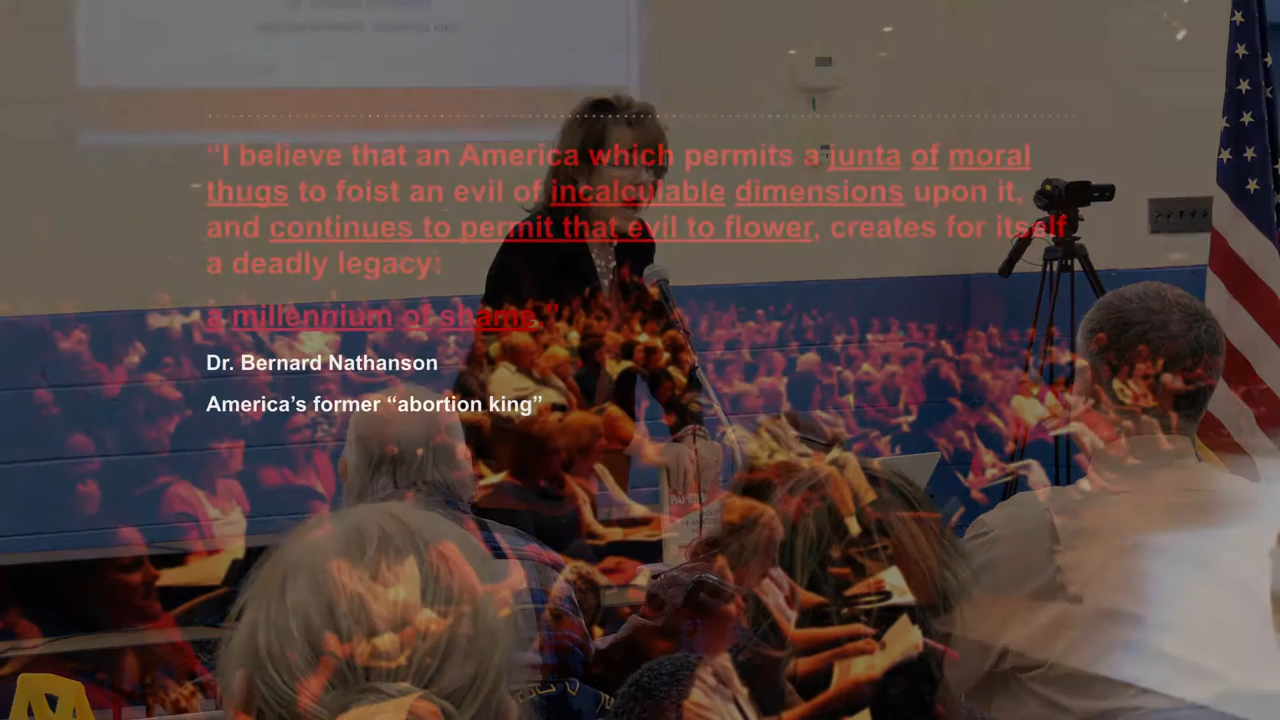 “I believe that an America which permits a junta of moral
thugs to foist an evil of incalculable dimensions upon it,
and continues to permit that evil to flower, creates for itself
a deadly legacy:
a millennium of shame.”
Dr. Bernard Nathanson
America’s former “abortion king”